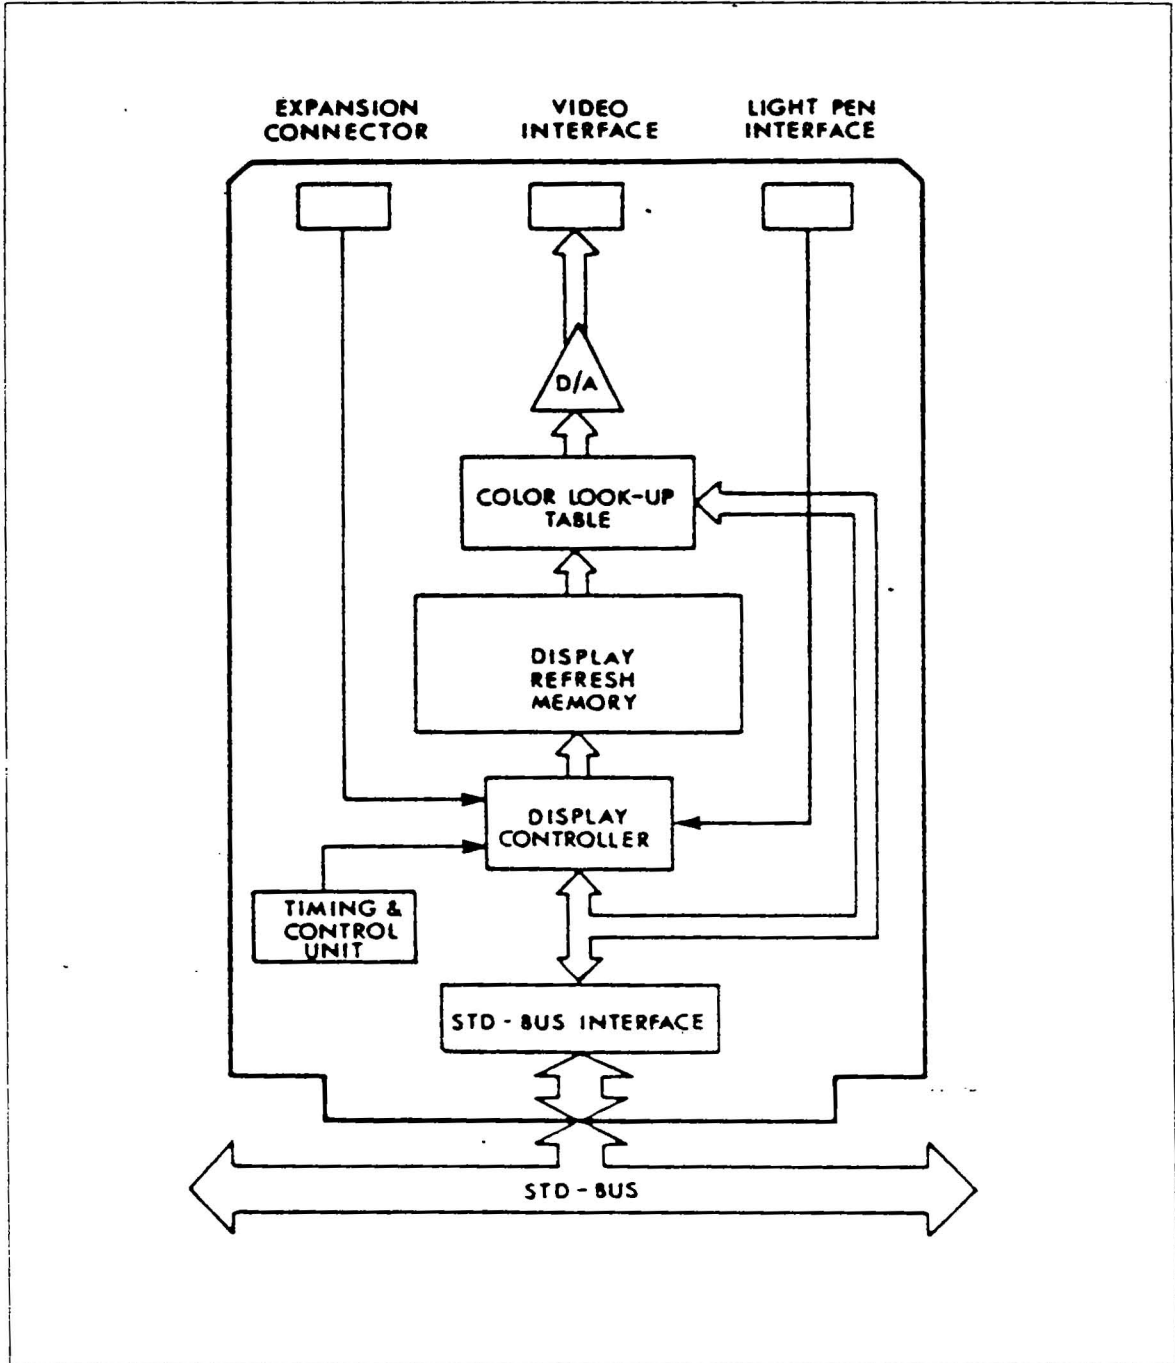 EXPANSION
CONNECTOR
VIDEO
INTERFACE
LIGHT PEN
INTERFACE
D/A
COLOR LOOK-UP
TABLE
DISPLAY
REFRESH
MEMORY
DISPLAY
CONTROLLER
TIMING &
CONTROL
UNIT
STD-BUS INTERFACE
STD-BUS